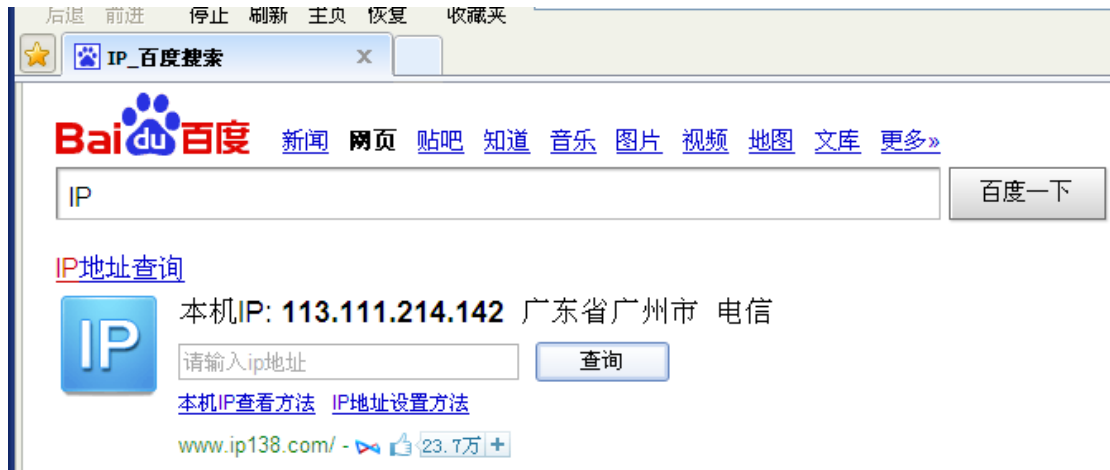 后退 前进 停止 刷新 主页 恢复 收藏夹
IP_百度搜索 x
Bai du 百度 新闻 网页 贴吧 知道 音乐 图片 视频 地图 文库 更多»
IP 百度一下
IP地址查询
IP 本机IP: 113.111.214.142 广东省广州市 电信
请输入ip地址 查询
本机IP查看方法 IP地址设置方法
www.ip138.com/ - 23.7万 +